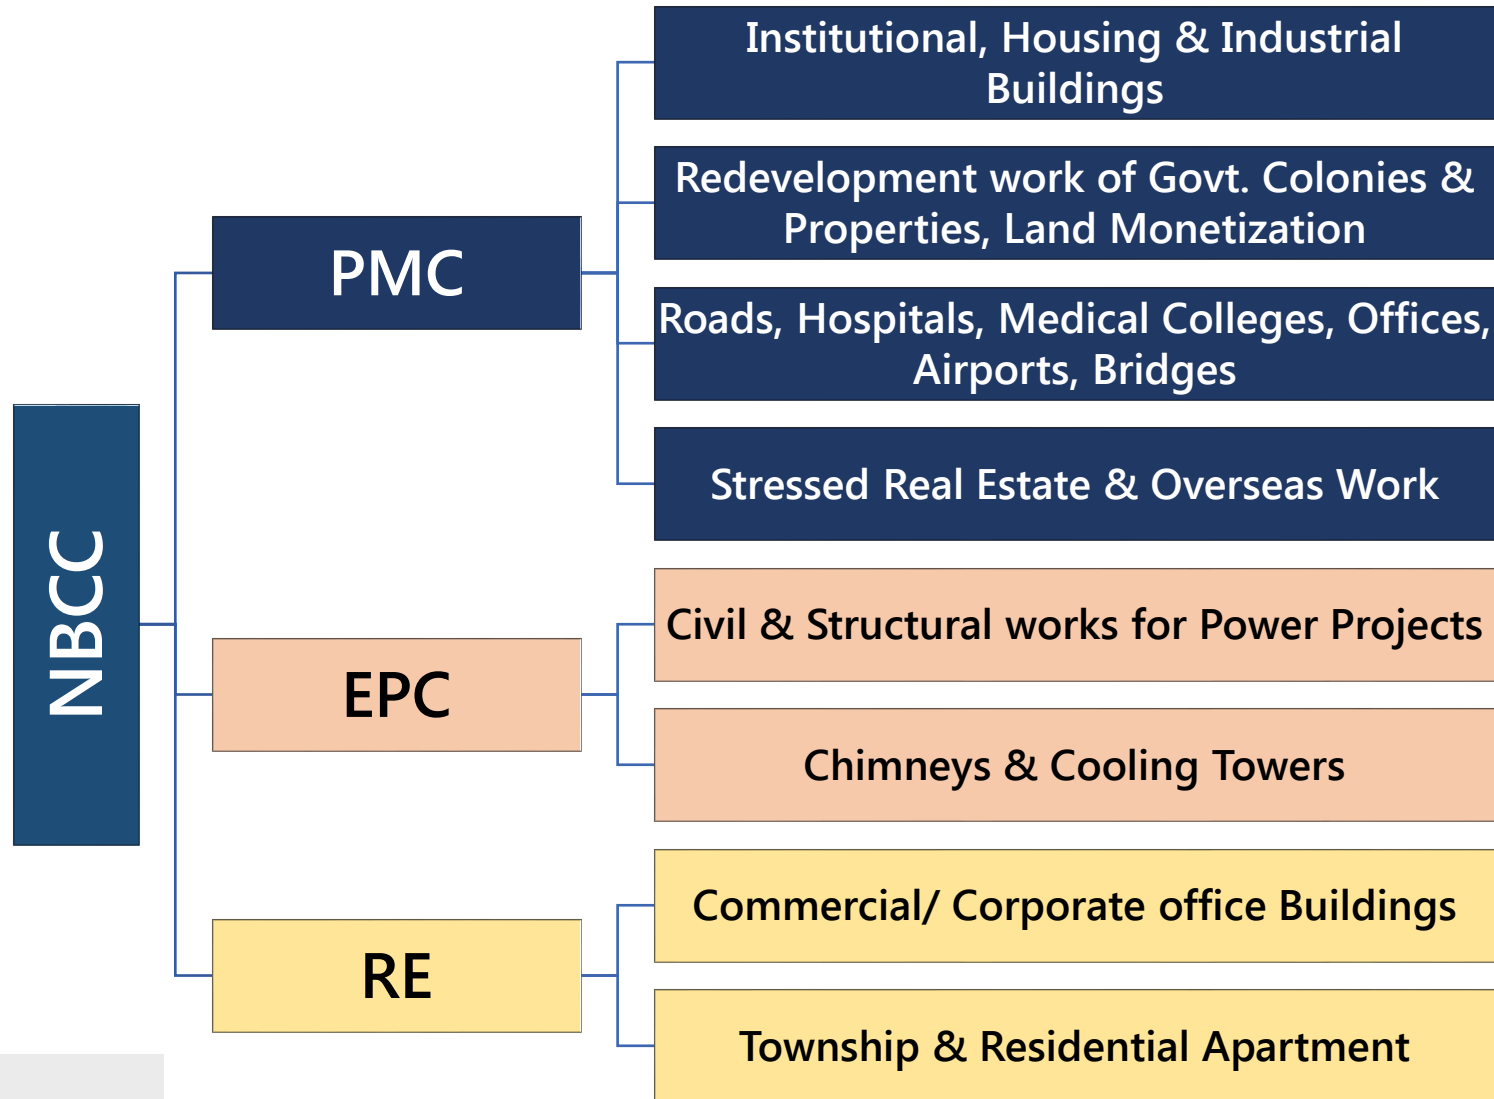 NBCC
PMC
Institutional, Housing & Industrial
Buildings
Redevelopment work of Govt. Colonies &
Properties, Land Monetization
Roads, Hospitals, Medical Colleges, Offices,
Airports, Bridges
Stressed Real Estate & Overseas Work
EPC
Civil & Structural works for Power Projects
Chimneys & Cooling Towers
RE
Commercial/ Corporate office Buildings
Township & Residential Apartment